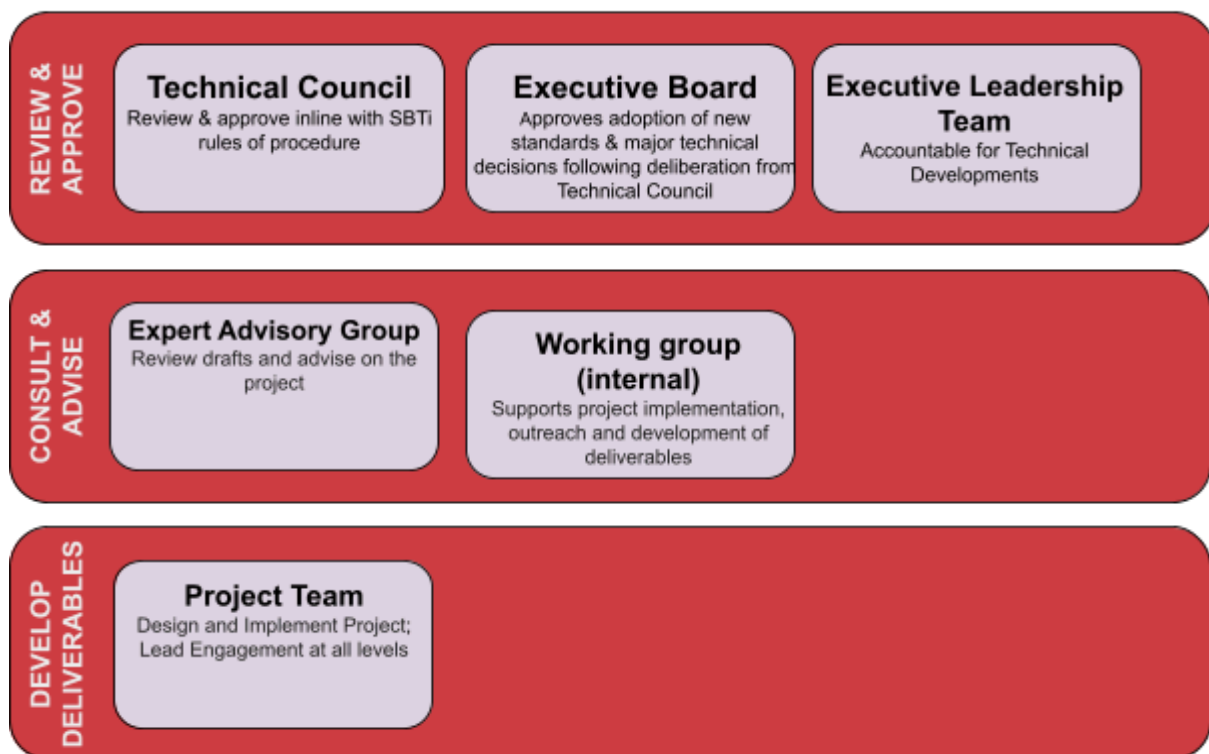 REVIEW &
APPROVE
Technical Council
Review & approve inline with SBTi
rules of procedure
Executive Board
Approves adoption of new
standards & major technical
decisions following deliberation from
Technical Council
Executive Leadership
Team
Accountable for Technical
Developments
CONSULT &
ADVISE
Expert Advisory Group
Review drafts and advise on the
project
Working group
(internal)
Supports project implementation,
outreach and development of
deliverables
DEVELOP
DELIVERABLES
Project Team
Design and Implement Project;
Lead Engagement at all levels